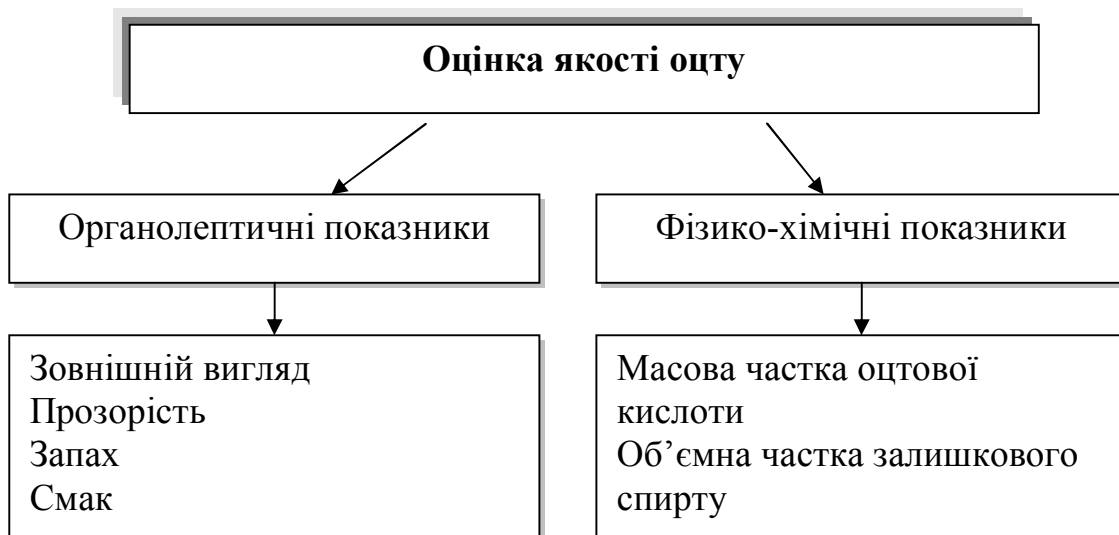 Оцінка якості оцту
Органолептичні показники
Фізико-хімічні показники
Зовнішній вигляд
Прозорість
Запах
Смак
Масова частка оцтової
кислоти
Об’ємна частка залишкового
спирту